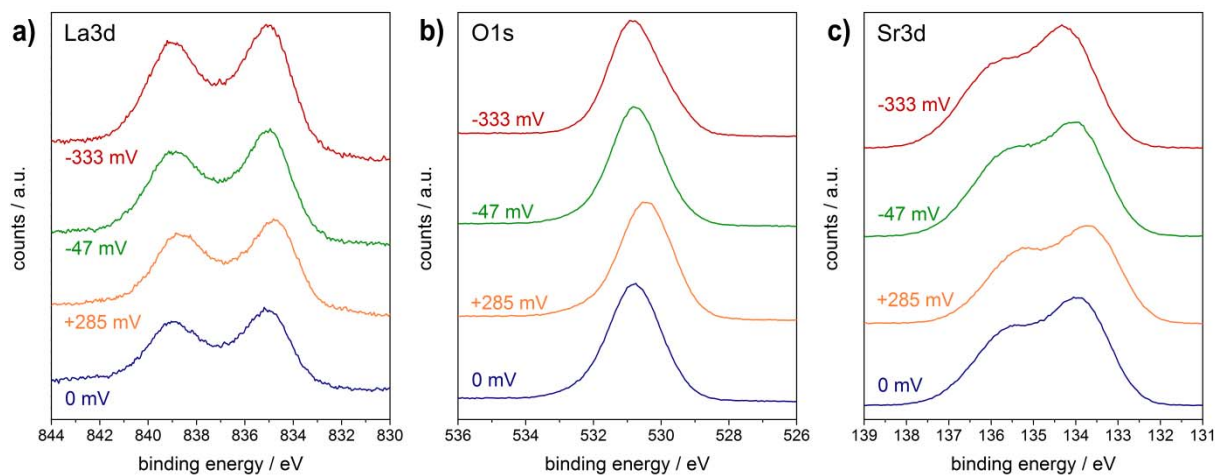 a) La3d
-333 mV
-47 mV
+285 mV
0 mV
counts / a.u.
844 842 840 838 836 834 832 830
binding energy / eV
b) O1s
-333 mV
-47 mV
+285 mV
0 mV
counts / a.u.
536 534 532 530 528 526
binding energy / eV
c) Sr3d
-333 mV
-47 mV
+285 mV
0 mV
counts / a.u.
139 138 137 136 135 134 133 132 131
binding energy / eV